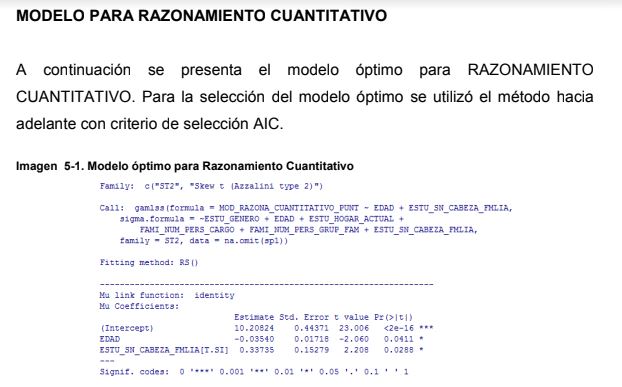 MODELO PARA RAZONAMIENTO CUANTITATIVO
A continuación se presenta el modelo óptimo para RAZONAMIENTO
CUANTITATIVO. Para la selección del modelo óptimo se utilizó el método hacia
adelante con criterio de selección AIC.
Imagen 5-1. Modelo óptimo para Razonamiento Cuantitativo
Family: c("ST2", "Skew t (Azzalini type 2)")
Call: gamlss(formula = MOD_RAZONA_CUANTITATIVO_PUNT ~ EDAD + ESTU_SN_CABEZA_FMLIA,
sigma.formula = ~ESTU_GENERO + EDAD + ESTU_HOGAR_ACTUAL +
FAMI_NUM_PERS_CARGO + FAMI_NUM_PERS_GRUP_FAM + ESTU_SN_CABEZA_FMLIA,
family = ST2, data = na.omit(sp1))
Fitting method: RS()
-------------------------------------------------------------------
Mu link function: identity
Mu Coefficients:
Estimate Std. Error t value Pr(>|t|)
(Intercept) 10.20824 0.44371 23.006 <2e-16 ***
EDAD -0.03540 0.01718 -2.060 0.0411 *
ESTU_SN_CABEZA_FMLIA[T.SI] 0.33735 0.15279 2.208 0.0288 *
---
Signif. codes: 0 '***' 0.001 '**' 0.01 '*' 0.05 '.' 0.1 ' ' 1